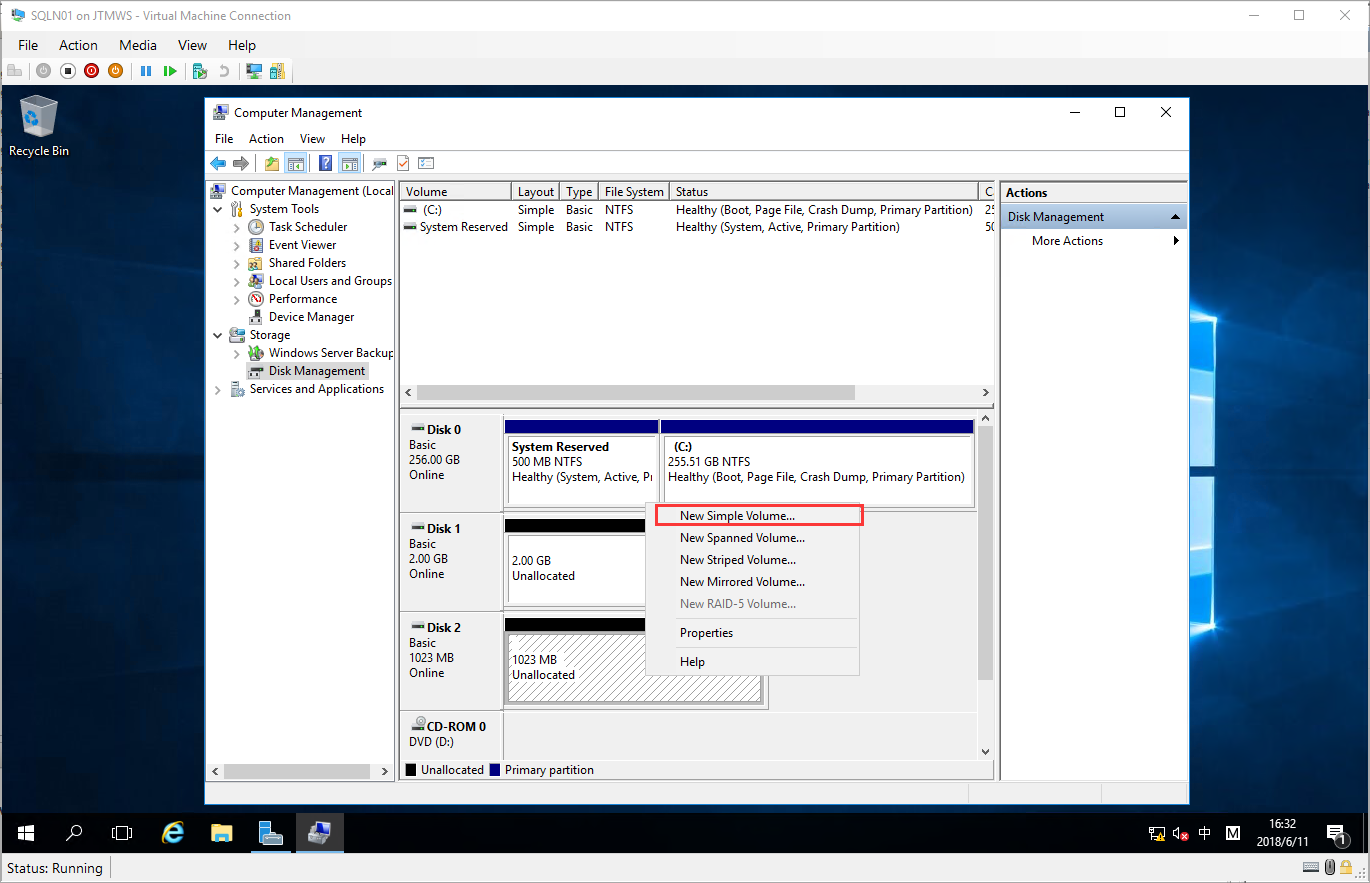 SQLN01 on JTMWS - Virtual Machine Connection
File Action Media View Help
Recycle Bin
Computer Management
File Action View Help
Computer Management (Local
System Tools
Task Scheduler
Event Viewer
Shared Folders
Local Users and Groups
Performance
Device Manager
Storage
Windows Server Backup
Disk Management
Services and Applications
Volume Layout Type File System Status C
(C:) Simple Basic NTFS Healthy (Boot, Page File, Crash Dump, Primary Partition) 25
System Reserved Simple Basic NTFS Healthy (System, Active, Primary Partition) 50
Disk 0
Basic
256.00 GB
Online
System Reserved
500 MB NTFS
Healthy (System, Active, Pr
(C:)
255.51 GB NTFS
Healthy (Boot, Page File, Crash Dump, Primary Partition)
Disk 1
Basic
2.00 GB
Online
2.00 GB
Unallocated
Disk 2
Basic
1023 MB
Online
1023 MB
Unallocated
CD-ROM 0
DVD (D:)
New Simple Volume...
New Spanned Volume...
New Striped Volume...
New Mirrored Volume...
New RAID-5 Volume...
Properties
Help
Unallocated Primary partition
Actions
Disk Management
More Actions
中 M
16:32
2018/6/11
1
Status: Running